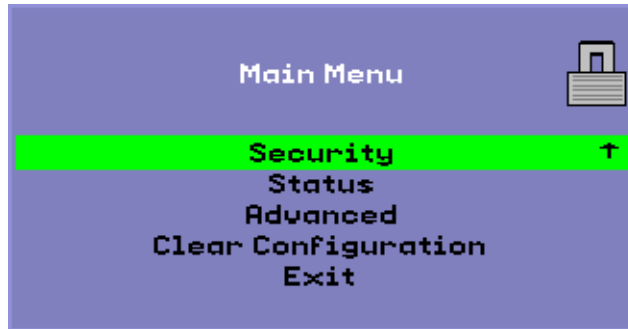 Main Menu
Security ↑
Status
Advanced
Clear Configuration
Exit